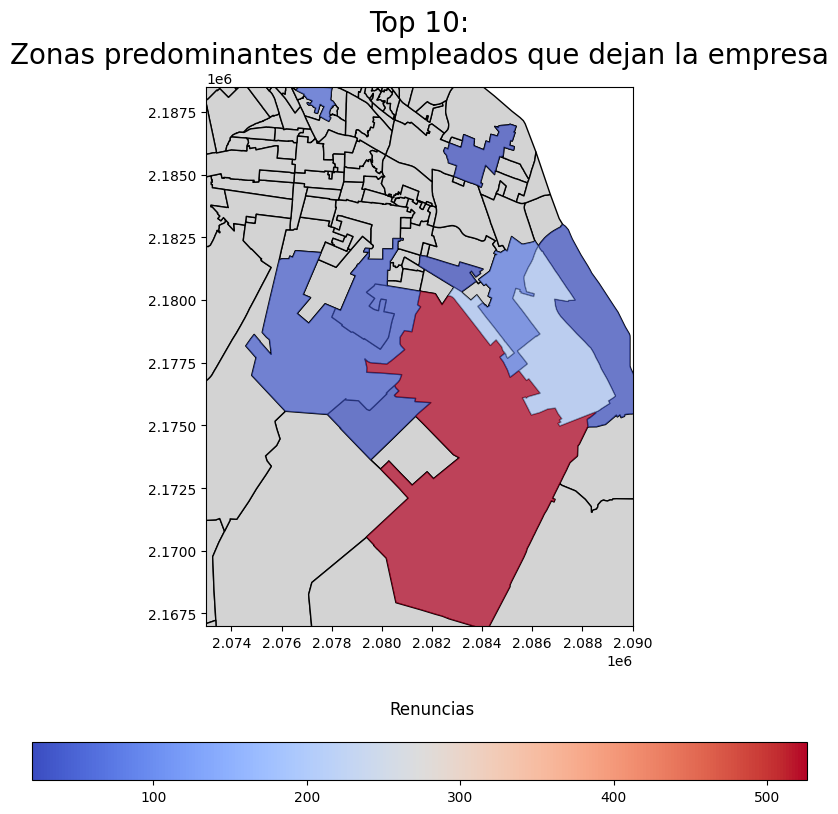 Top 10:
Zonas predominantes de empleados que dejan la empresa
1e6
2.1875
2.1850
2.1825
2.1800
2.1775
2.1750
2.1725
2.1700
2.1675
2.074 2.076 2.078 2.080 2.082 2.084 2.086 2.088 2.090
1e6
Renuncias
100 200 300 400 500